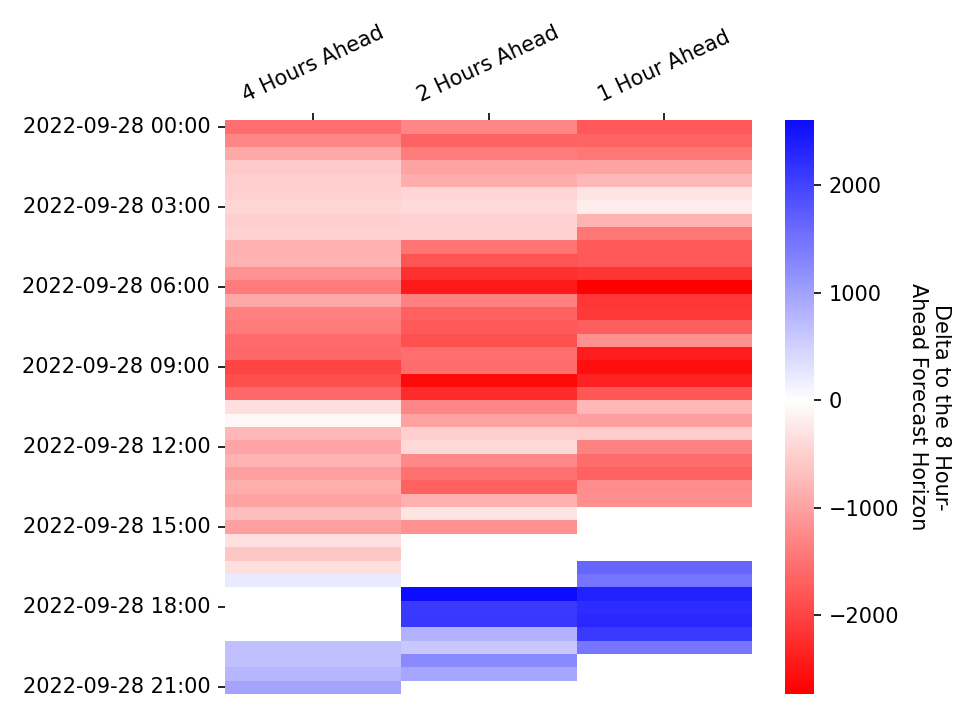 4 Hours Ahead
2 Hours Ahead
1 Hour Ahead
2022-09-28 00:00
2022-09-28 03:00
2022-09-28 06:00
2022-09-28 09:00
2022-09-28 12:00
2022-09-28 15:00
2022-09-28 18:00
2022-09-28 21:00
2000
1000
0
−1000
−2000
Delta to the 8 Hour-
Ahead Forecast Horizon